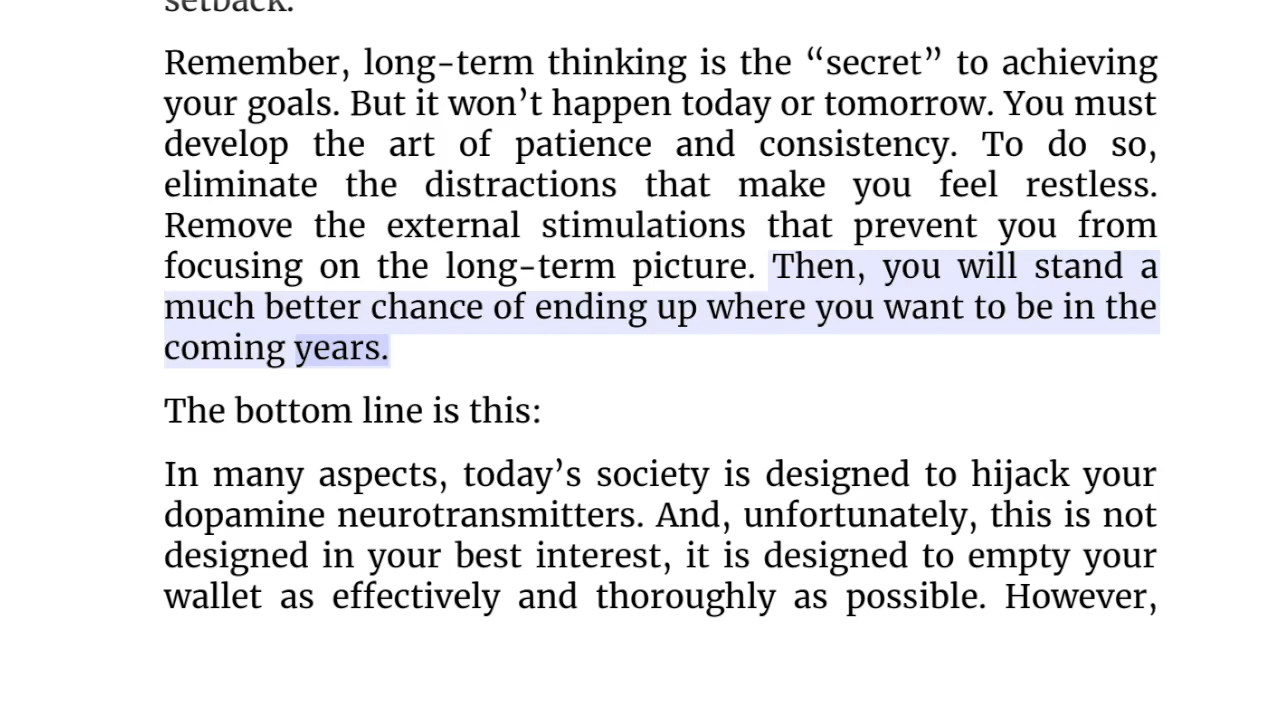 setback.
Remember, long-term thinking is the “secret” to achieving
your goals. But it won’t happen today or tomorrow. You must
develop the art of patience and consistency. To do so,
eliminate the distractions that make you feel restless.
Remove the external stimulations that prevent you from
focusing on the long-term picture. Then, you will stand a
much better chance of ending up where you want to be in the
coming years.
The bottom line is this:
In many aspects, today’s society is designed to hijack your
dopamine neurotransmitters. And, unfortunately, this is not
designed in your best interest, it is designed to empty your
wallet as effectively and thoroughly as possible. However,